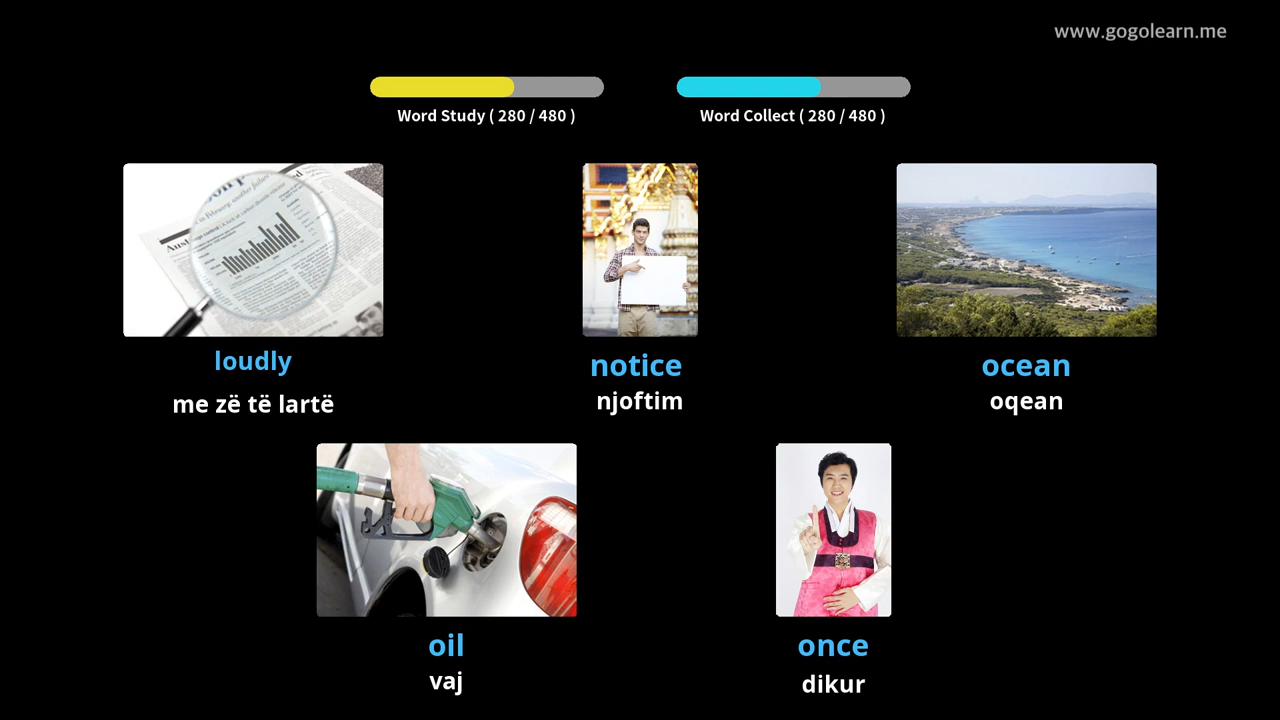 www.gogolearn.me
Word Study ( 280 / 480 )
Word Collect ( 280 / 480 )
loudly
me zë të lartë
notice
njoftim
ocean
oqean
oil
vaj
once
dikur